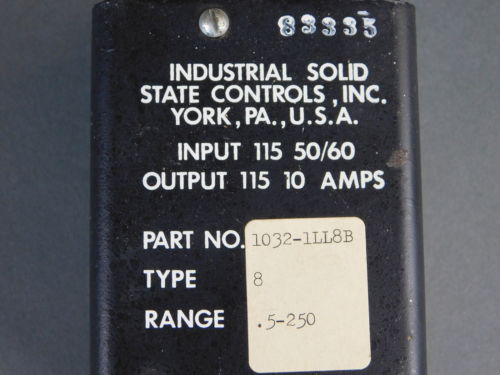 83335
INDUSTRIAL SOLID
STATE CONTROLS, INC.
YORK, PA., U.S.A.
INPUT 115 50/60
OUTPUT 115 10 AMPS
PART NO. 1032-1LL8B
TYPE 8
RANGE .5-250